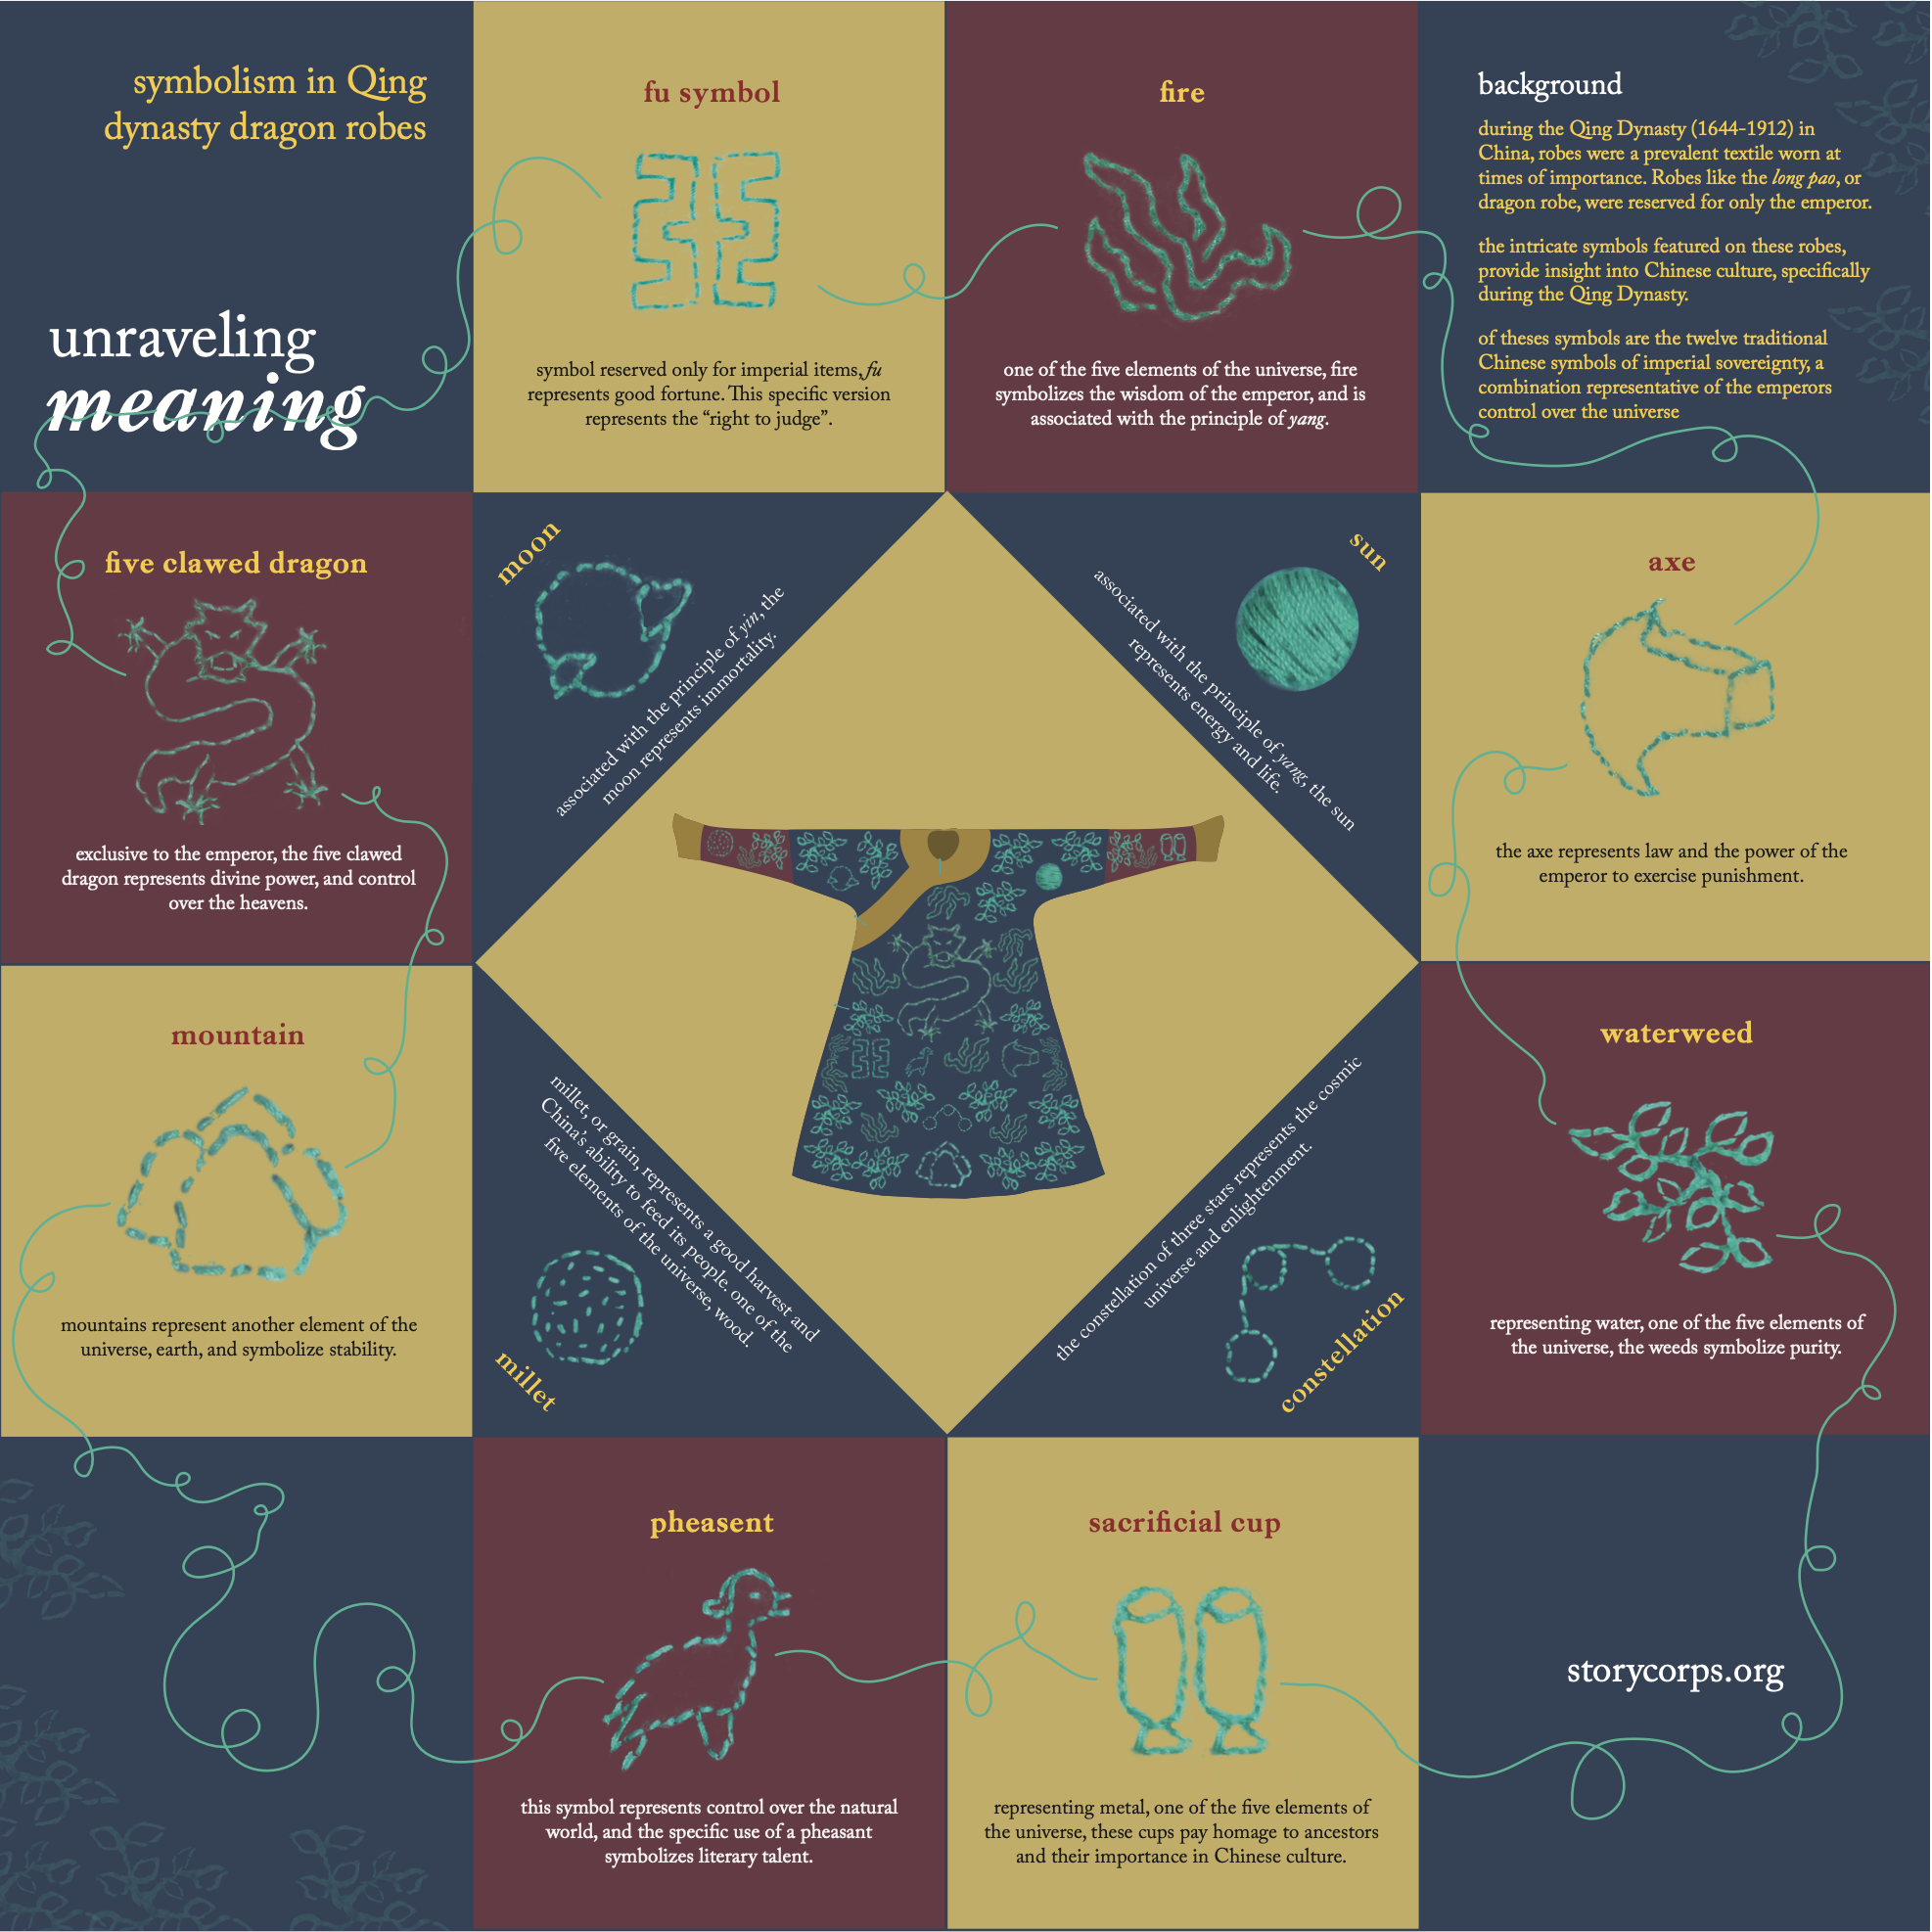 symbolism in Qing
dynasty dragon robes
unraveling
meaning
fu symbol
symbol reserved only for imperial items, fu
represents good fortune. This specific version
represents the “right to judge”.
fire
one of the five elements of the universe, fire
symbolizes the wisdom of the emperor, and is
associated with the principle of yang.
background
during the Qing Dynasty (1644-1912) in
China, robes were a prevalent textile worn at
times of importance. Robes like the long pao, or
dragon robe, were reserved for only the emperor.
the intricate symbols featured on these robes,
provide insight into Chinese culture, specifically
during the Qing Dynasty.
of theses symbols are the twelve traditional
Chinese symbols of imperial sovereignty, a
combination representative of the emperors
control over the universe
five clawed dragon
exclusive to the emperor, the five clawed
dragon represents divine power, and control
over the heavens.
moon
associated with the principle of yin, the
moon represents immortality.
sun
associated with the principle of yang, the sun
represents energy and life.
axe
the axe represents law and the power of the
emperor to exercise punishment.
mountain
mountains represent another element of the
universe, earth, and symbolize stability.
millet, or grain, represents a good harvest and
China's ability to feed its people. one of the
five elements of the universe, wood.
millet
the constellation of three stars represents the cosmic
universe and enlightenment.
constellation
waterweed
representing water, one of the five elements of
the universe, the weeds symbolize purity.
pheasent
this symbol represents control over the natural
world, and the specific use of a pheasant
symbolizes literary talent.
sacrificial cup
representing metal, one of the five elements of
the universe, these cups pay homage to ancestors
and their importance in Chinese culture.
storycorps.org